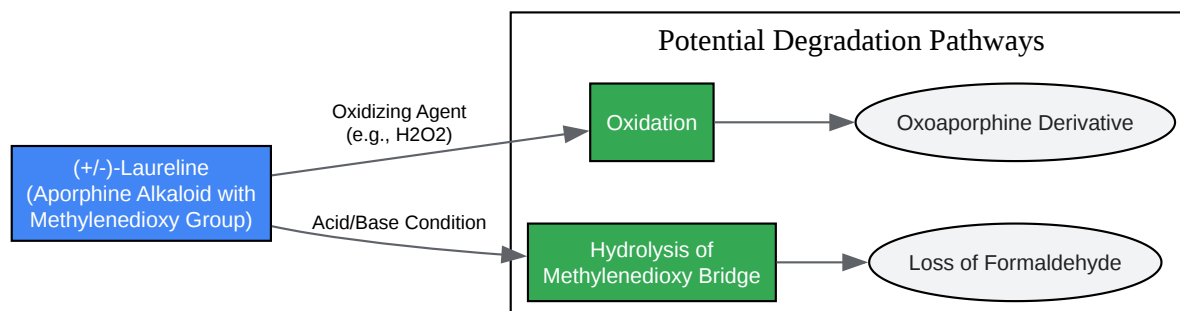 Potential Degradation Pathways
Oxidizing Agent
(e.g., H2O2)
Oxidation
Oxoaporphine Derivative
(+/-)-Laureline
(Aporphine Alkaloid with
Methylenedioxy Group)
Acid/Base Condition
Hydrolysis of
Methylenedioxy Bridge
Loss of Formaldehyde